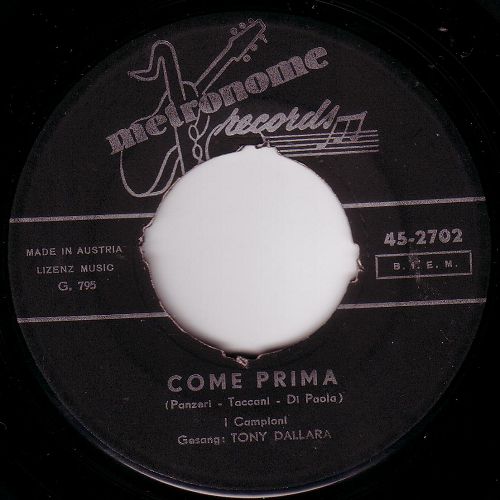 metronome
records
MADE IN AUSTRIA
LIZENZ MUSIC
G. 795
45-2702
B. I. E. M.
COME PRIMA
(Panzeri - Taccani - Di Paola)
I Campioni
Gesang: TONY DALLARA